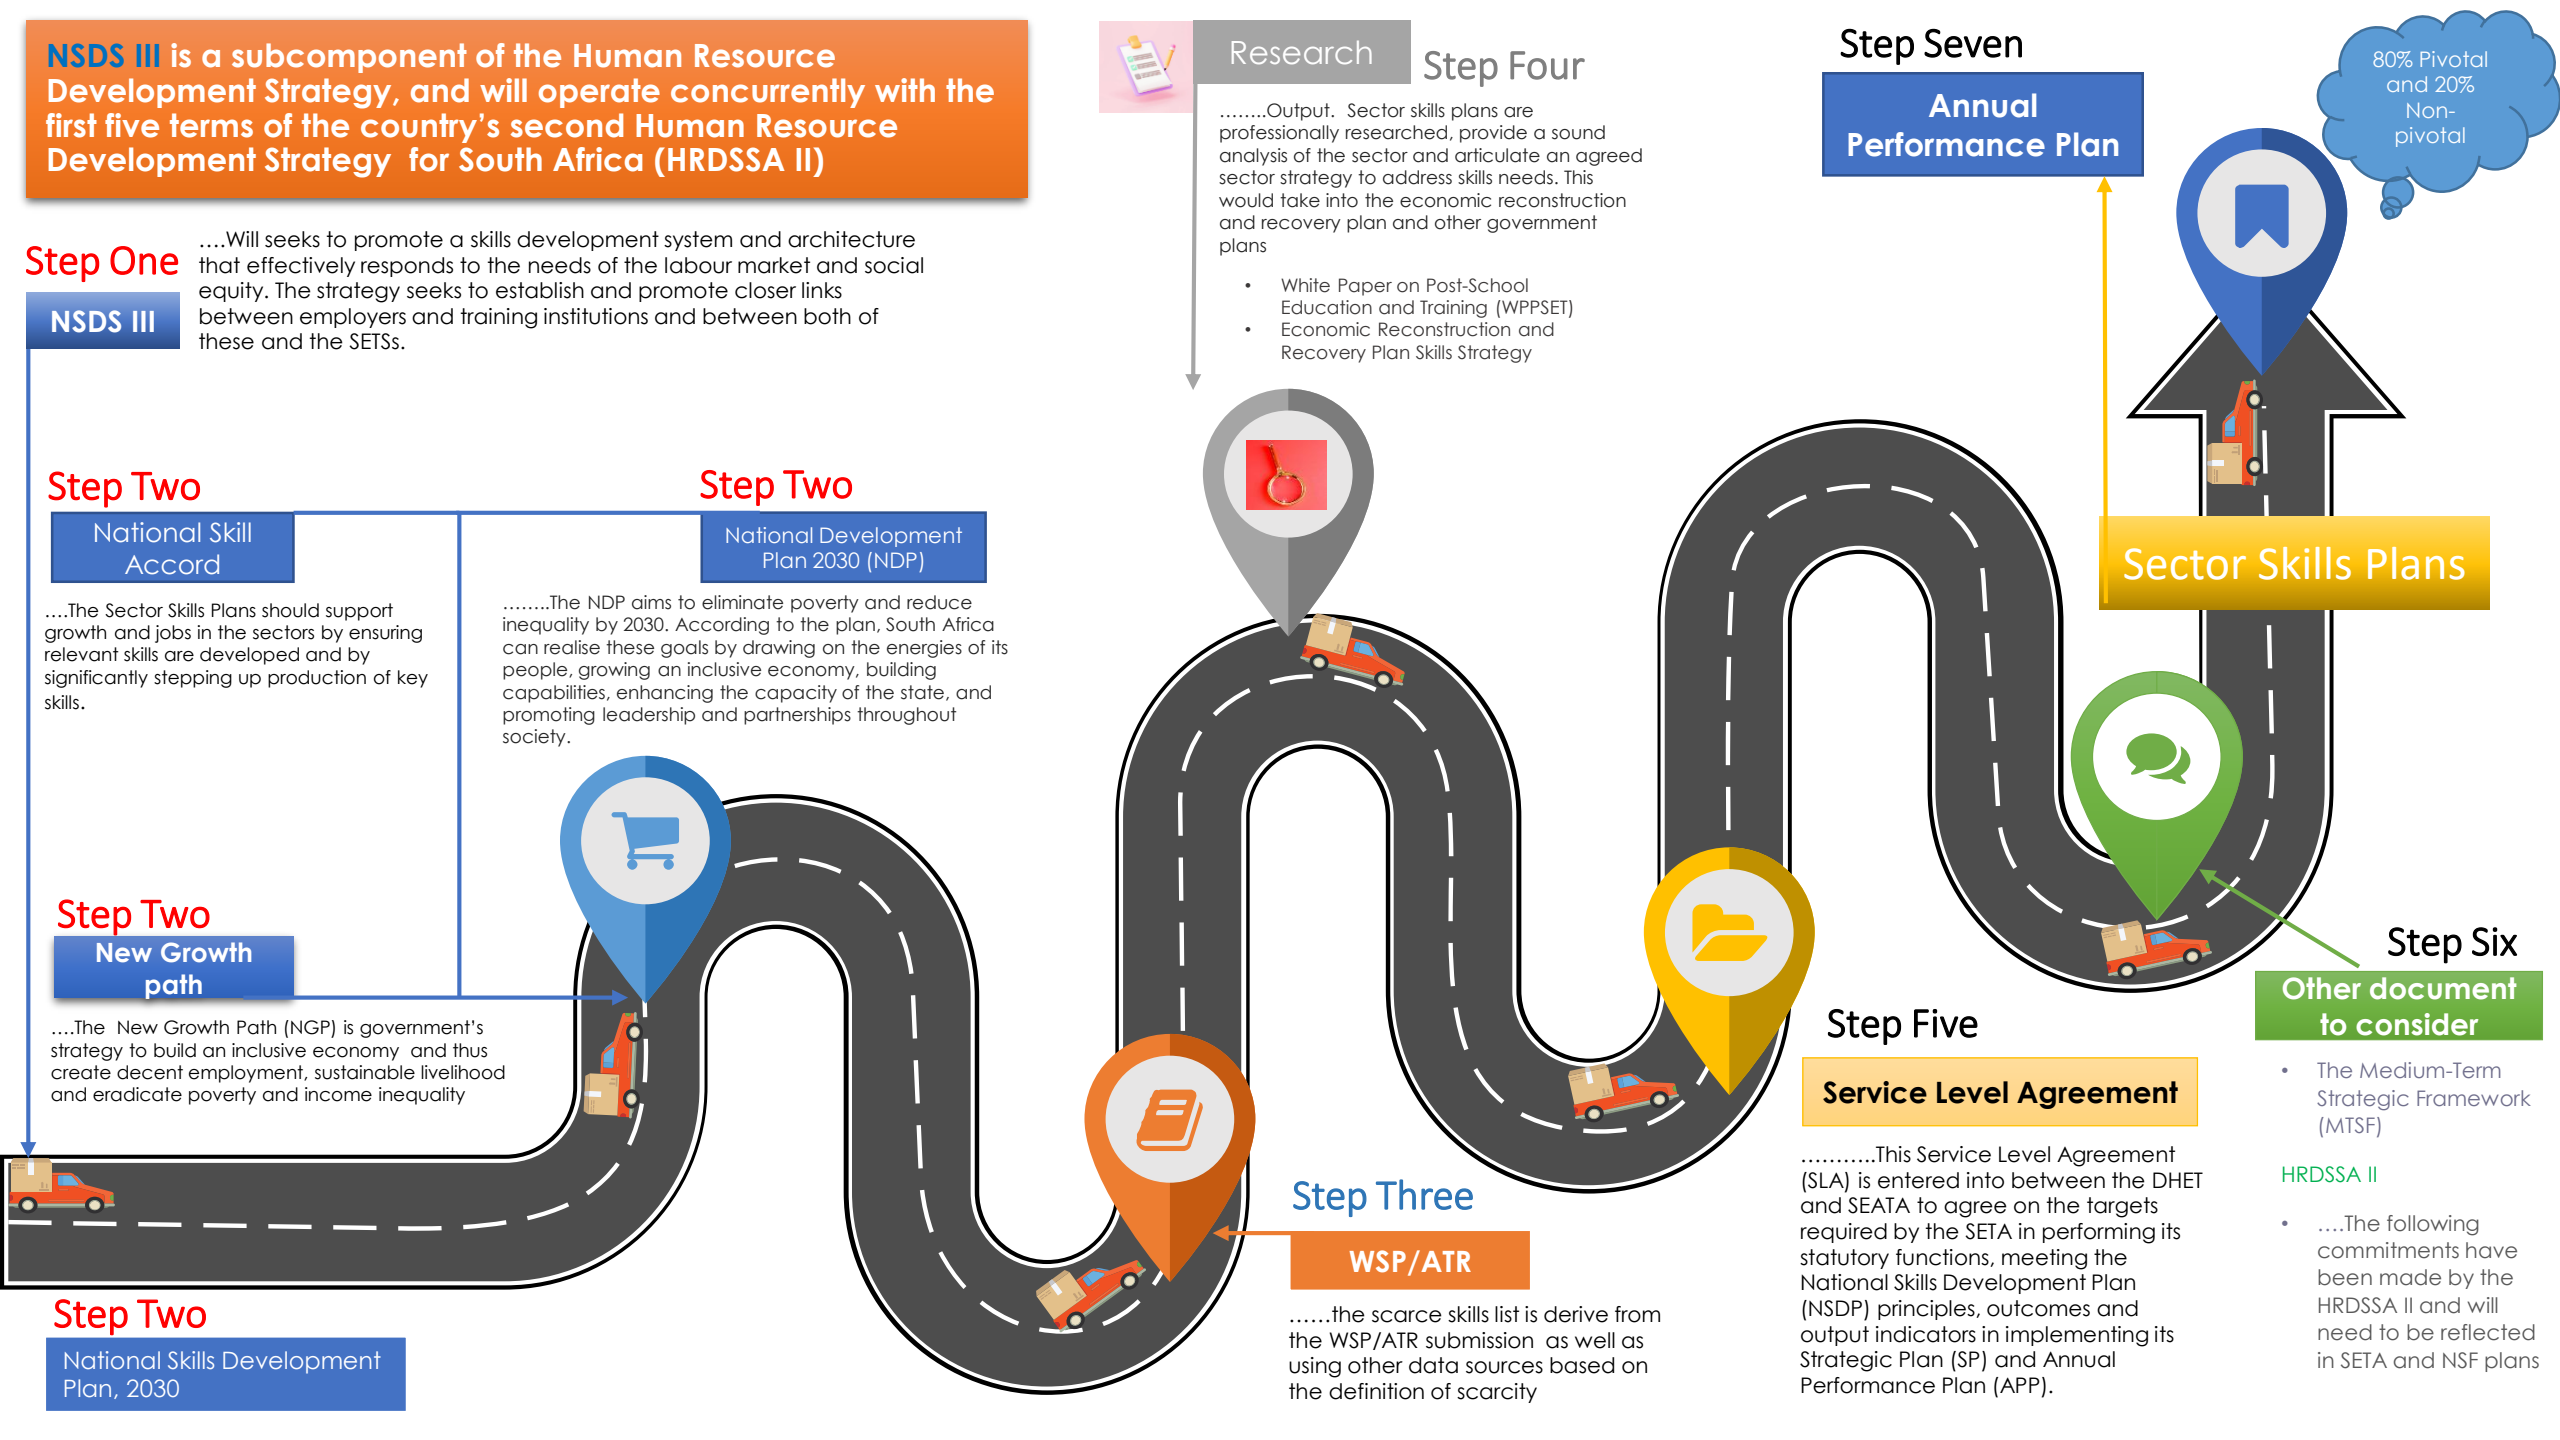 NSDS III is a subcomponent of the Human Resource
Development Strategy, and will operate concurrently with the
first five terms of the country's second Human Resource
Development Strategy  for South Africa (HRDSSA II)
Step One
NSDS III
....Will seeks to promote a skills development system and architecture
that effectively responds to the needs of the labour market and social
equity. The strategy seeks to establish and promote closer links
between employers and training institutions and between both of
these and the SETSs.
Step Two
National Skill
Accord
....The Sector Skills Plans should support
growth and jobs in the sectors by ensuring
relevant skills are developed and by
significantly stepping up production of key
skills.
Step Two
National Development
Plan 2030 (NDP)
........The NDP aims to eliminate poverty and reduce
inequality by 2030. According to the plan, South Africa
can realise these goals by drawing on the energies of its
people, growing an inclusive economy, building
capabilities, enhancing the capacity of the state, and
promoting leadership and partnerships throughout
society.
Step Two
New Growth
path
....The  New Growth Path (NGP) is government's
strategy to build an inclusive economy  and thus
create decent employment, sustainable livelihood
and eradicate poverty and income inequality
Step Two
National Skills Development
Plan, 2030
Step Three
WSP/ATR
......the scarce skills list is derive from
the WSP/ATR submission  as well as
using other data sources based on
the definition of scarcity
Research
Step Four
........Output.  Sector skills plans are
professionally researched, provide a sound
analysis of the sector and articulate an agreed
sector strategy to address skills needs. This
would take into the economic reconstruction
and recovery plan and other government
plans
• White Paper on Post-School
Education and Training (WPPSET)
• Economic Reconstruction and
Recovery Plan Skills Strategy
Step Five
Service Level Agreement
...........This Service Level Agreement
(SLA) is entered into between the DHET
and SEATA to agree on the targets
required by the SETA in performing its
statutory functions, meeting the
National Skills Development Plan
(NSDP) principles, outcomes and
output indicators in implementing its
Strategic Plan (SP) and Annual
Performance Plan (APP).
Step Six
Other document
to consider
• The Medium-Term
Strategic Framework
(MTSF)
HRDSSA II
• ....The following
commitments have
been made by the
HRDSSA II and will
need to be reflected
in SETA and NSF plans
Sector Skills Plans
Step Seven
Annual
Performance Plan
80% Pivotal
and 20%
Non-
pivotal